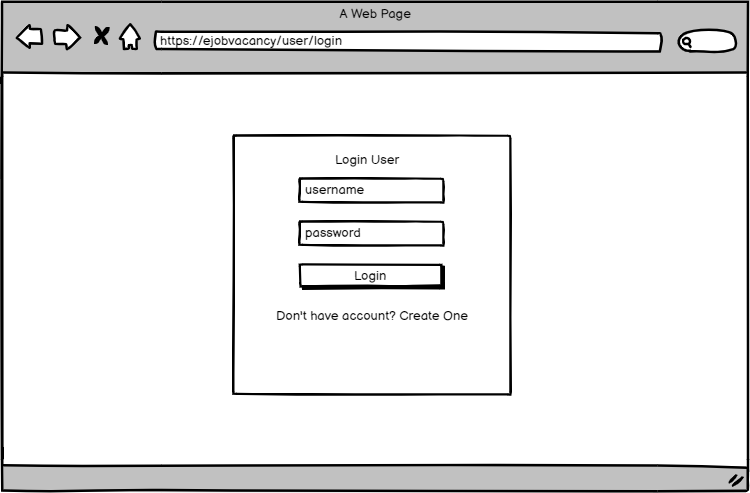 A Web Page
https://ejobvacancy/user/login
Login User
username
password
Login
Don't have account? Create One